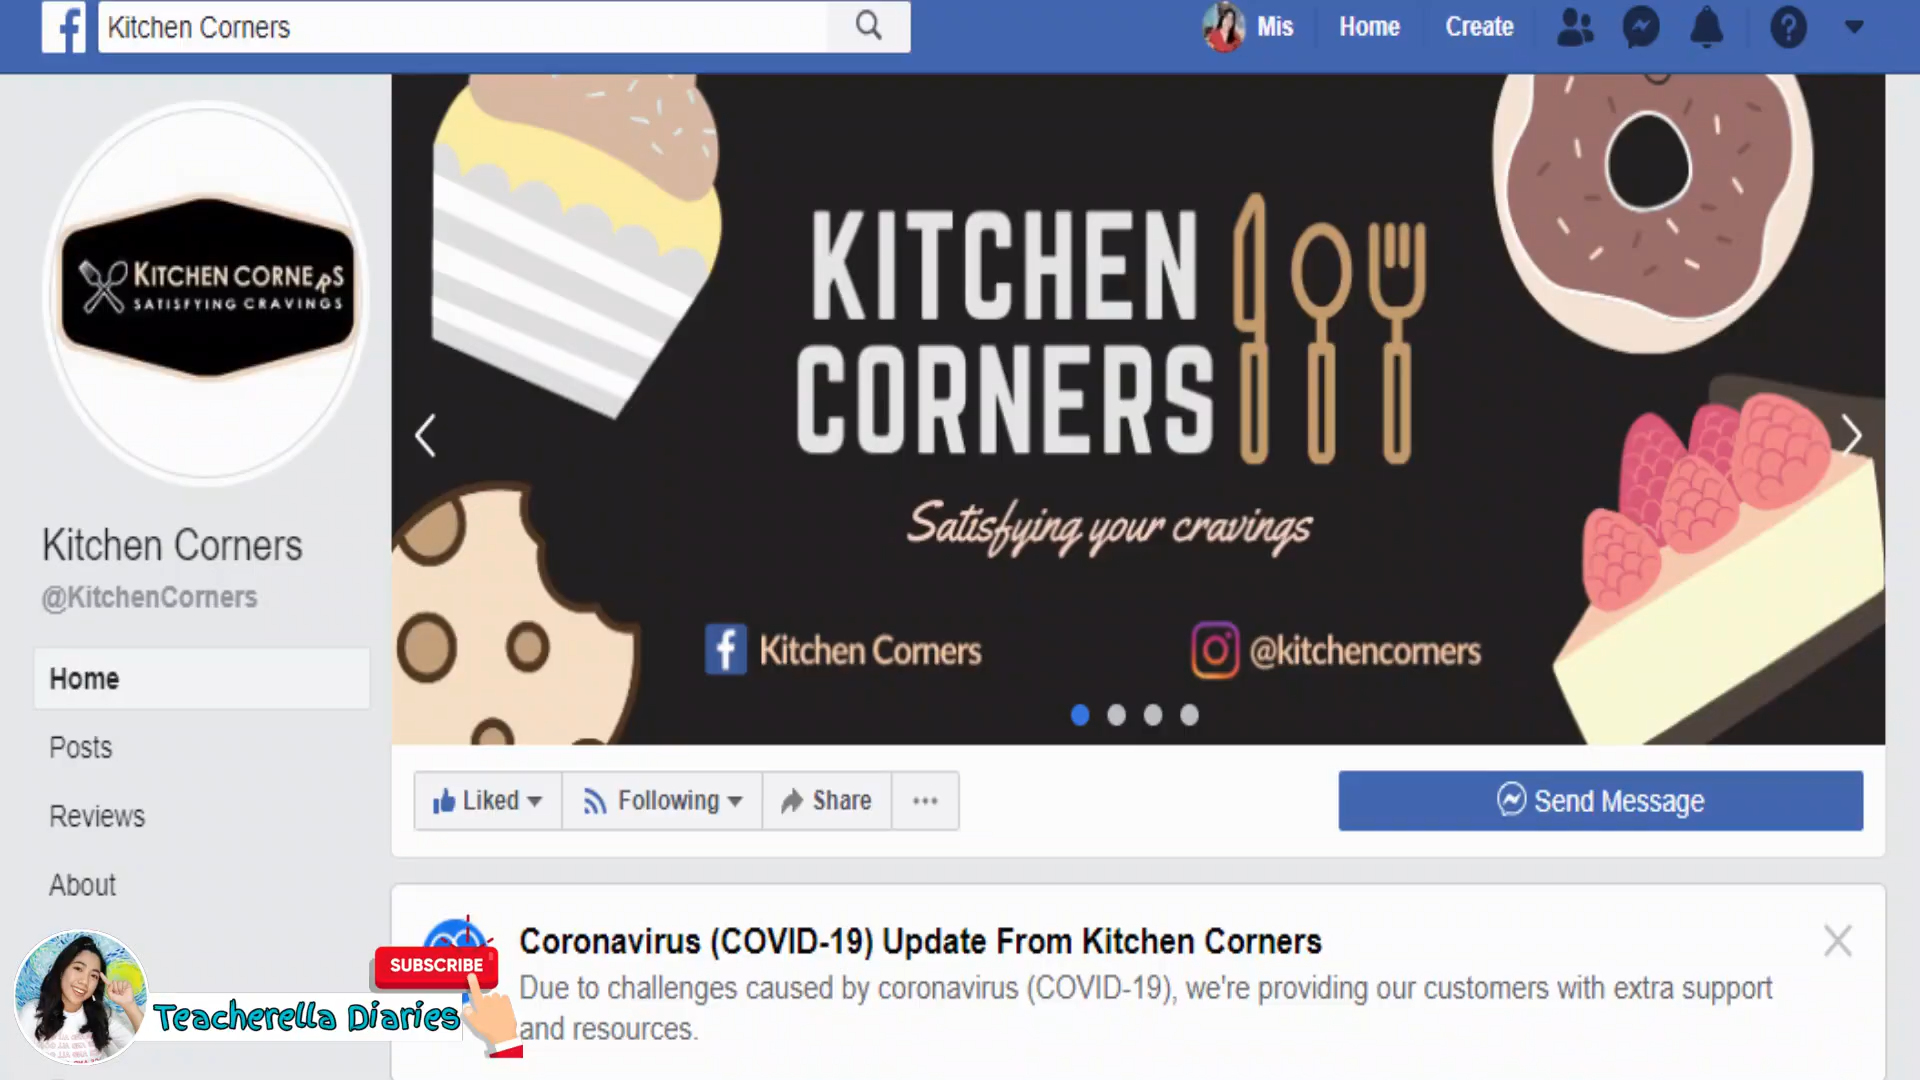 Kitchen Corners
Mis
Home
Create
KITCHEN CORNERS
SATISFYING CRAVINGS
KITCHEN
CORNERS
Satisfying your cravings
Kitchen Corners
@kitchencorners
Kitchen Corners
@KitchenCorners
Home
Posts
Reviews
About
Liked
Following
Share
Send Message
Coronavirus (COVID-19) Update From Kitchen Corners
Due to challenges caused by coronavirus (COVID-19), we're providing our customers with extra support
and resources.
SUBSCRIBE
Teacherella Diaries